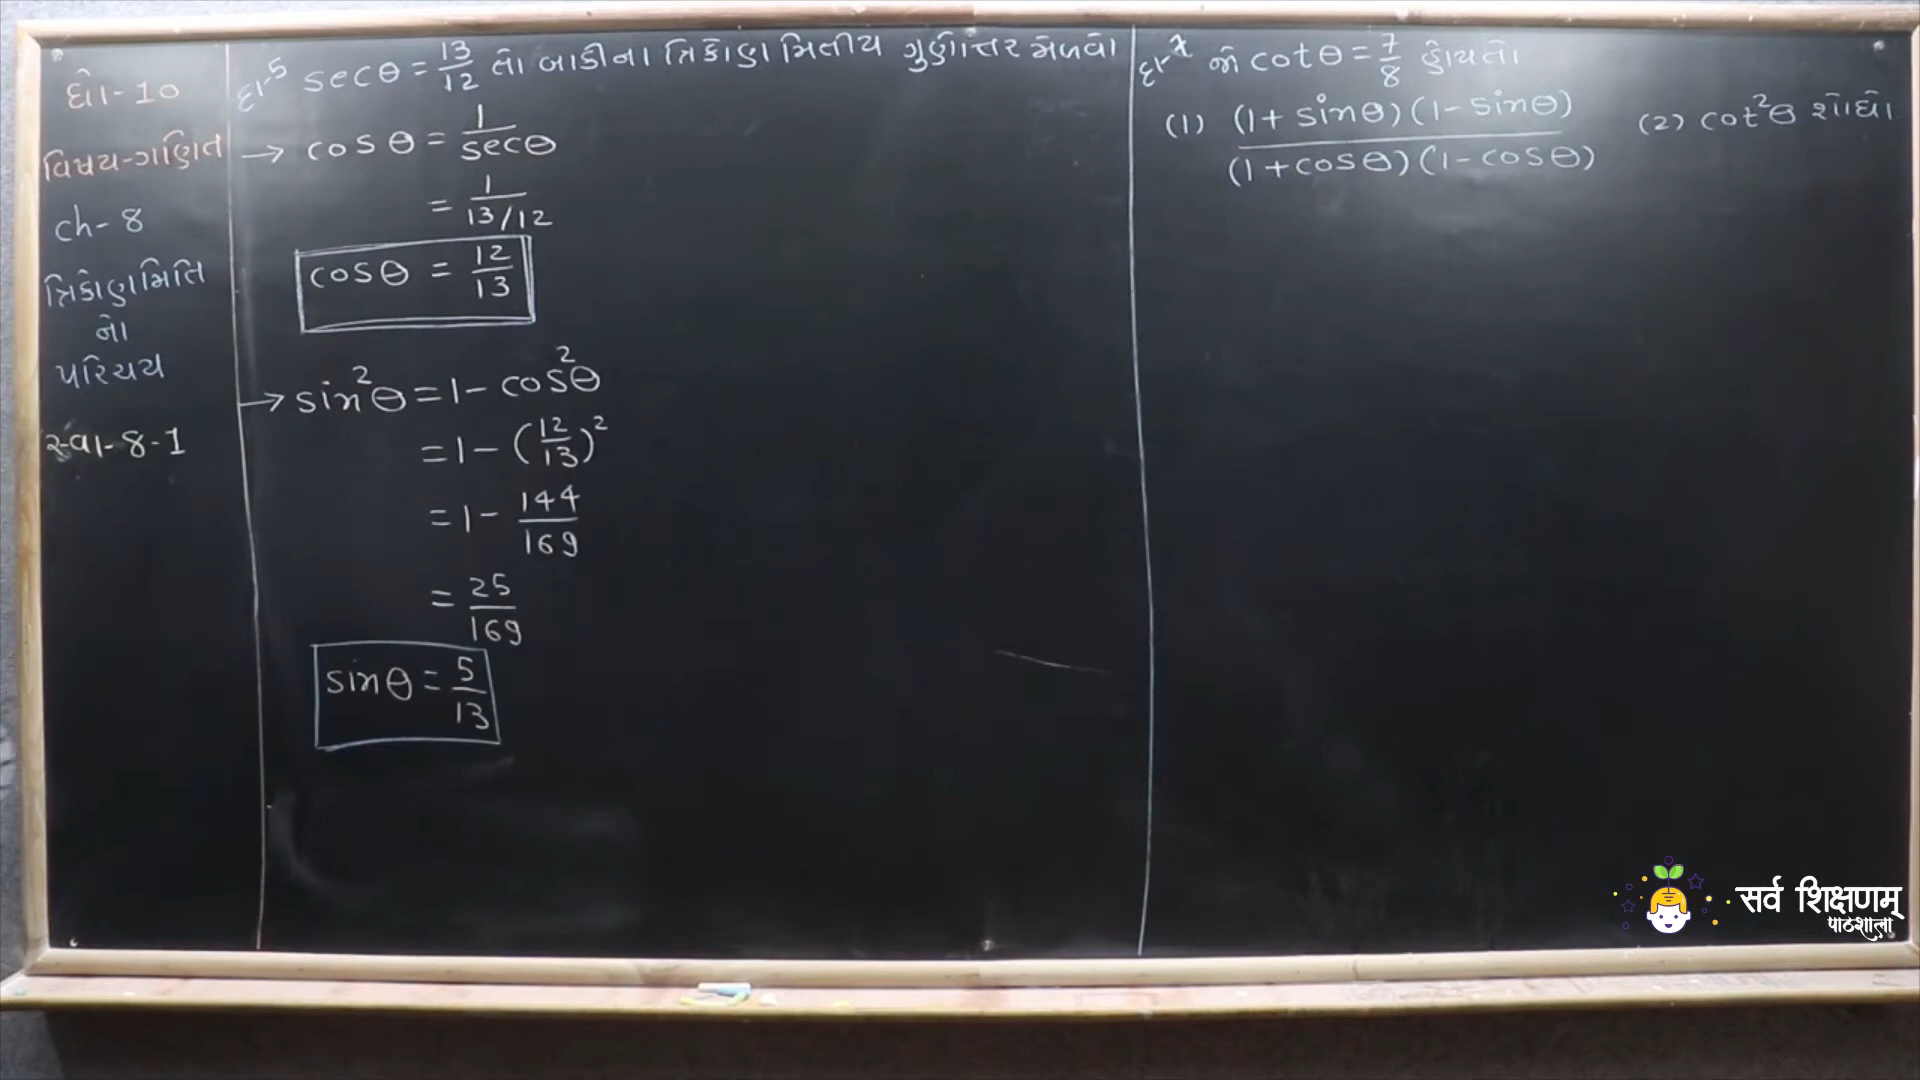 ધો-10
વિષય-ગણિત
ch-8
ત્રિકોણમિતિ
નો
પરિચય
સ્વા-8-1
દા-5 secθ = 13/12 તો બાકીના ત્રિકોણમિતીય ગુણોત્તર મેળવો
→ cosθ = 1/secθ
= 1/13/12
cosθ = 12/13
→ sin²θ = 1 - cos²θ
= 1 - (12/13)²
= 1 - 144/169
= 25/169
sinθ = 5/13
દા-7 જો cotθ = 7/8 હોય તો
(1) (1+sinθ)(1-sinθ)/(1+cosθ)(1-cosθ) (2) cot²θ શોધો.
सर्व शिक्षणम्
पाठशाला